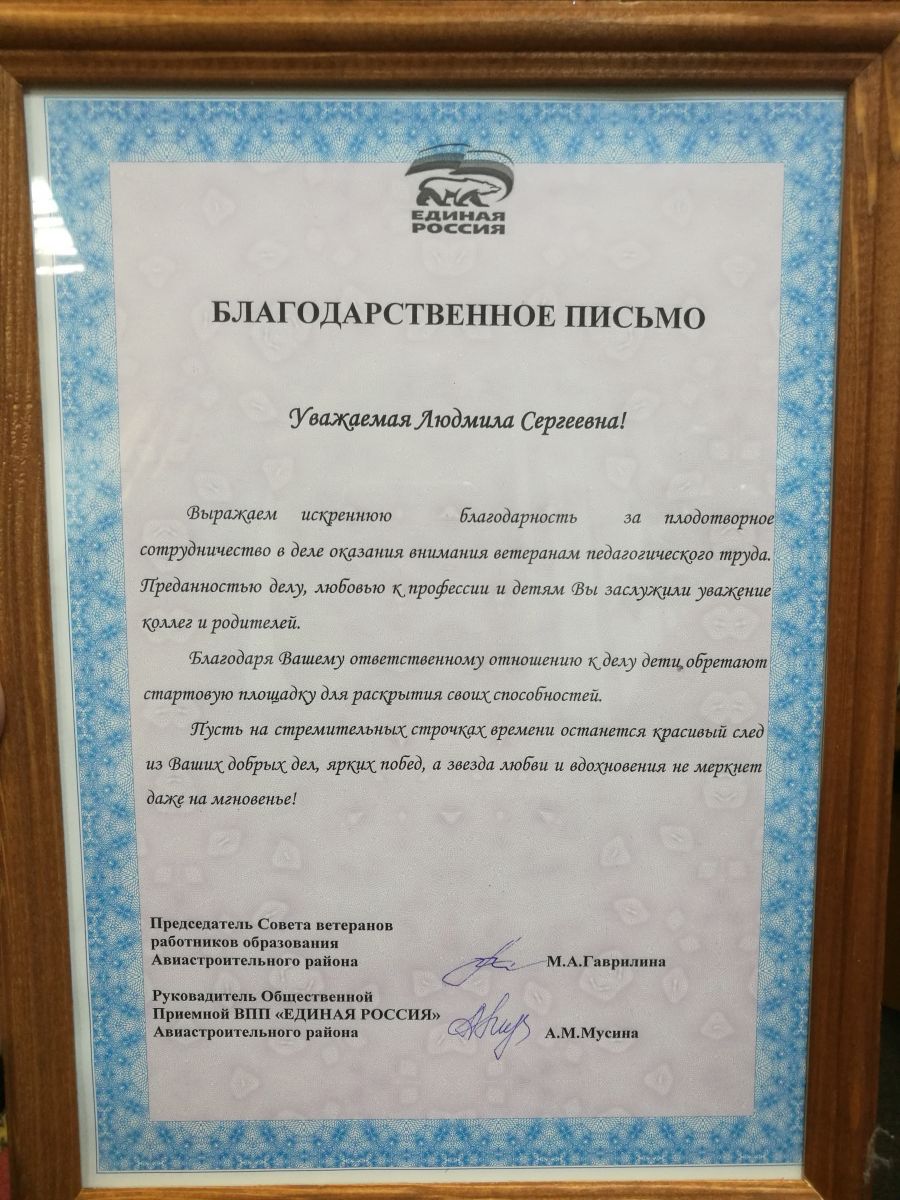 ЕДИНАЯ
РОССИЯ
БЛАГОДАРСТВЕННОЕ ПИСЬМО
Уважаемая Людмила Сергеевна!
Выражаем искреннюю благодарность за плодотворное
сотрудничество в деле оказания внимания ветеранам педагогического труда.
Преданностью делу, любовью к профессии и детям Вы заслужили уважение
коллег и родителей.
Благодаря Вашему ответственному отношению к делу дети обретают
стартовую площадку для раскрытия своих способностей.
Пусть на стремительных строчках времени останется красивый след
из Ваших добрых дел, ярких побед, а звезда любви и вдохновения не меркнет
даже на мгновенье!
Председатель Совета ветеранов
работников образования
Авиастроительного района М.А.Гаврилина
Руковадитель Общественной
Приемной ВПП «ЕДИНАЯ РОССИЯ»
Авиастроительного района А.М.Мусина